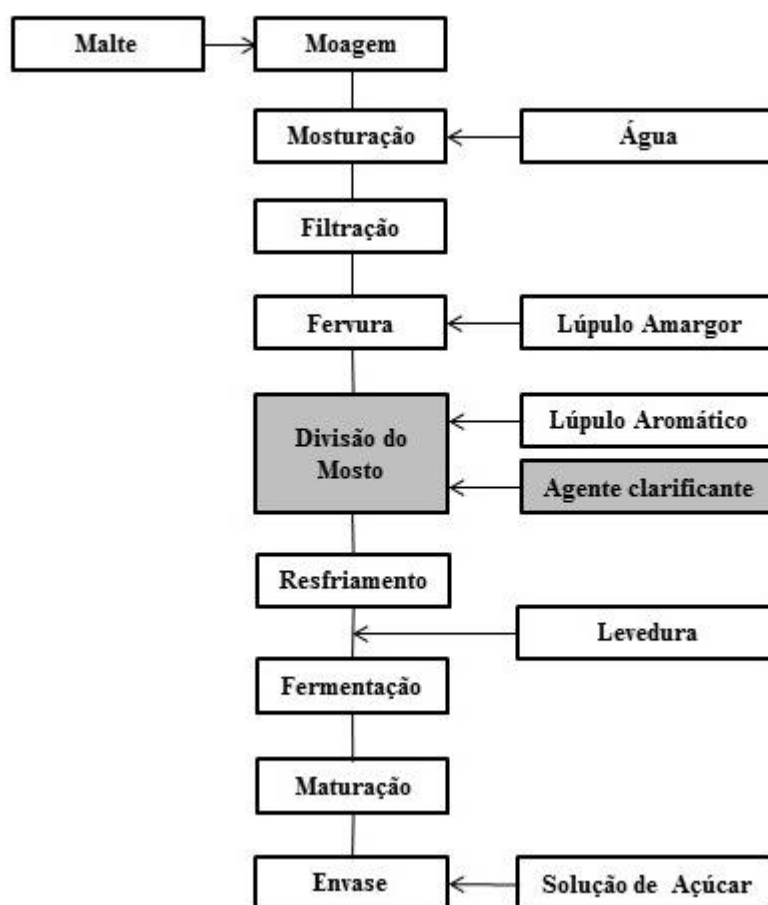 Malte
Moagem
Mosturação
Água
Filtração
Fervura
Lúpulo Amargor
Divisão do
Mosto
Lúpulo Aromático
Agente clarificante
Resfriamento
Levedura
Fermentação
Maturação
Envase
Solução de Açúcar